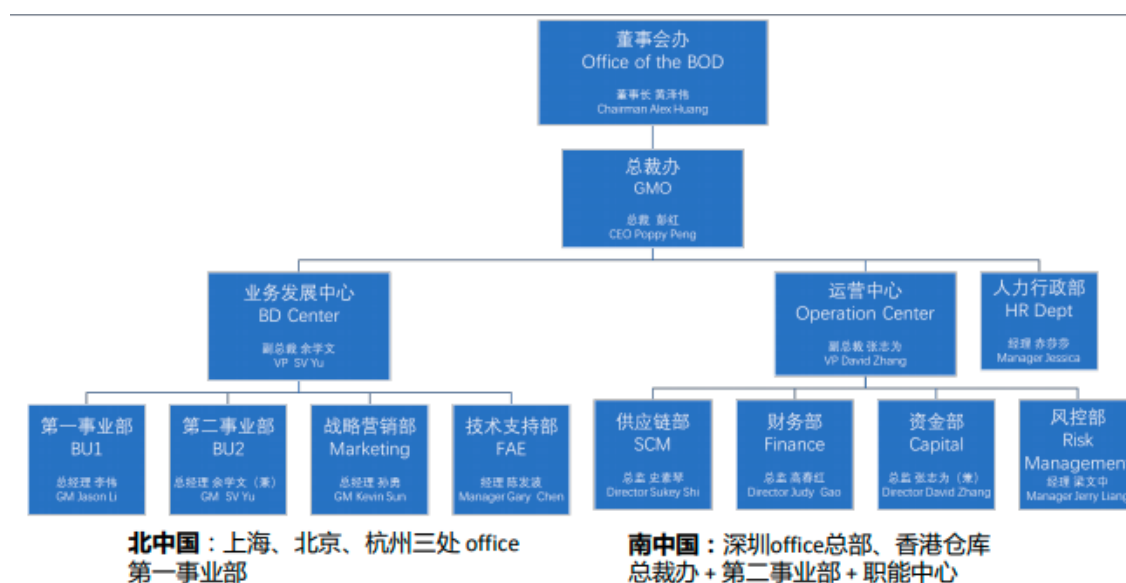 董事会办
Office of the BOD
董事长 黄泽伟
Chairman Alex Huang
总裁办
GMO
总裁 彭红
CEO Poppy Peng
业务发展中心
BD Center
副总裁 余学文
VP SV Yu
运营中心
Operation Center
副总裁 张志为
VP David Zhang
人力行政部
HR Dept
经理 亦莎莎
Manager Jessica
第一事业部
BU1
总经理 李伟
GM Jason Li
第二事业部
BU2
总经理 余学文（兼）
GM SV Yu
战略营销部
Marketing
总经理 孙勇
GM Kevin Sun
技术支持部
FAE
经理 陈发波
Manager Gary Chen
供应链部
SCM
总监 史素琴
Director Sukey Shi
财务部
Finance
总监 高春红
Director Judy Gao
资金部
Capital
总监 张志为（兼）
Director David Zhang
风控部
Risk
Management
经理 梁文中
Manager Jerry Liang
北中国：上海、北京、杭州三处 office
第一事业部
南中国：深圳office总部、香港仓库
总裁办 + 第二事业部 + 职能中心